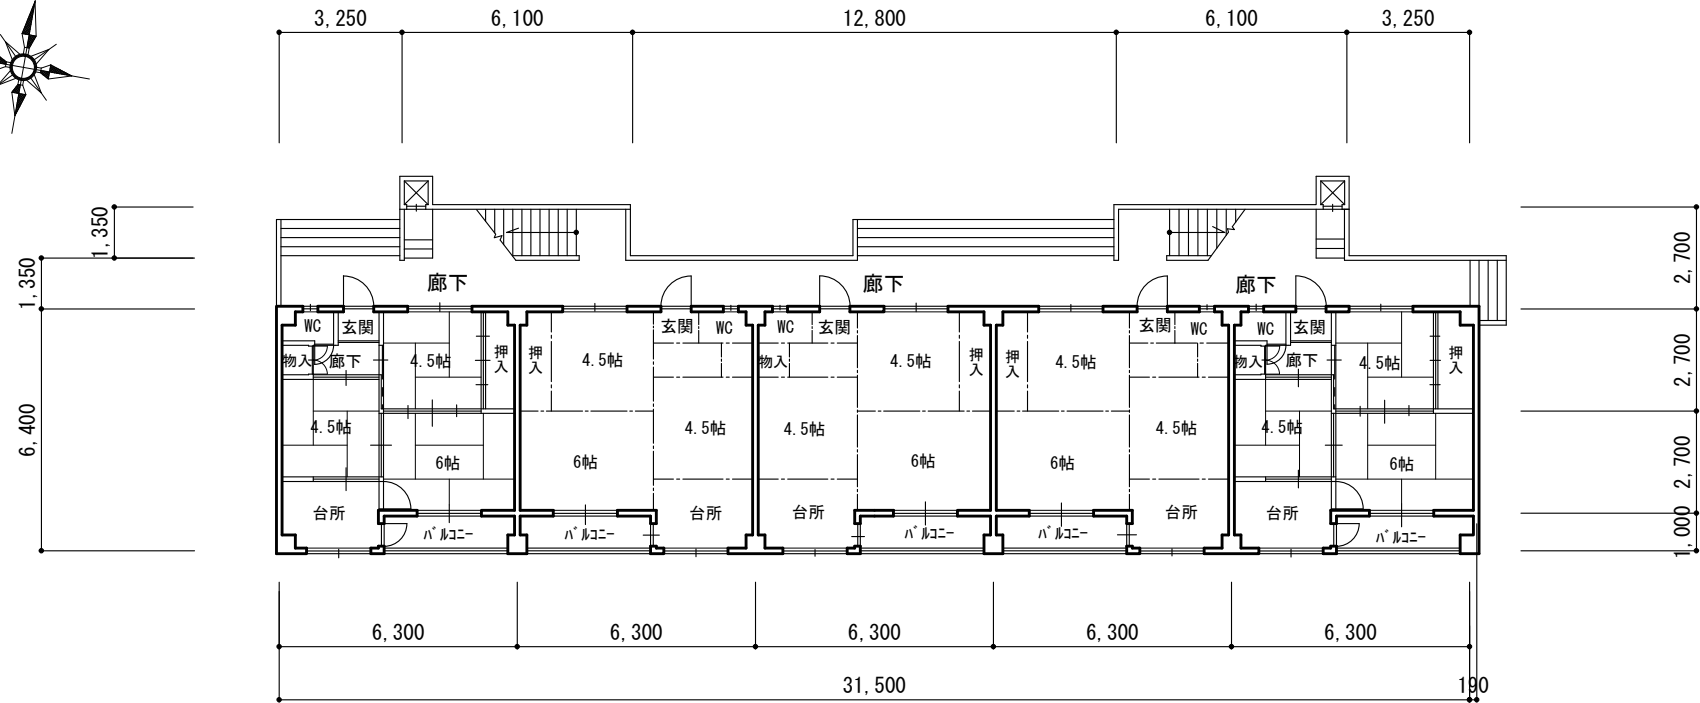 3,250 6,100 12,800 6,100 3,250
1,350
1,350
6,400
2,700
2,700
2,700
1,000
廊下 廊下 廊下
WC 玄関 玄関 WC WC 玄関 玄関 WC WC 玄関
物入 廊下 4.5帖 押入 押入 4.5帖 物入 4.5帖 押入 押入 4.5帖 物入 廊下 4.5帖 押入
4.5帖 4.5帖 4.5帖 4.5帖 4.5帖
6帖 6帖 6帖 6帖 6帖
台所 台所 台所 台所 台所
バルコニー バルコニー バルコニー バルコニー バルコニー
6,300 6,300 6,300 6,300 6,300
31,500 190